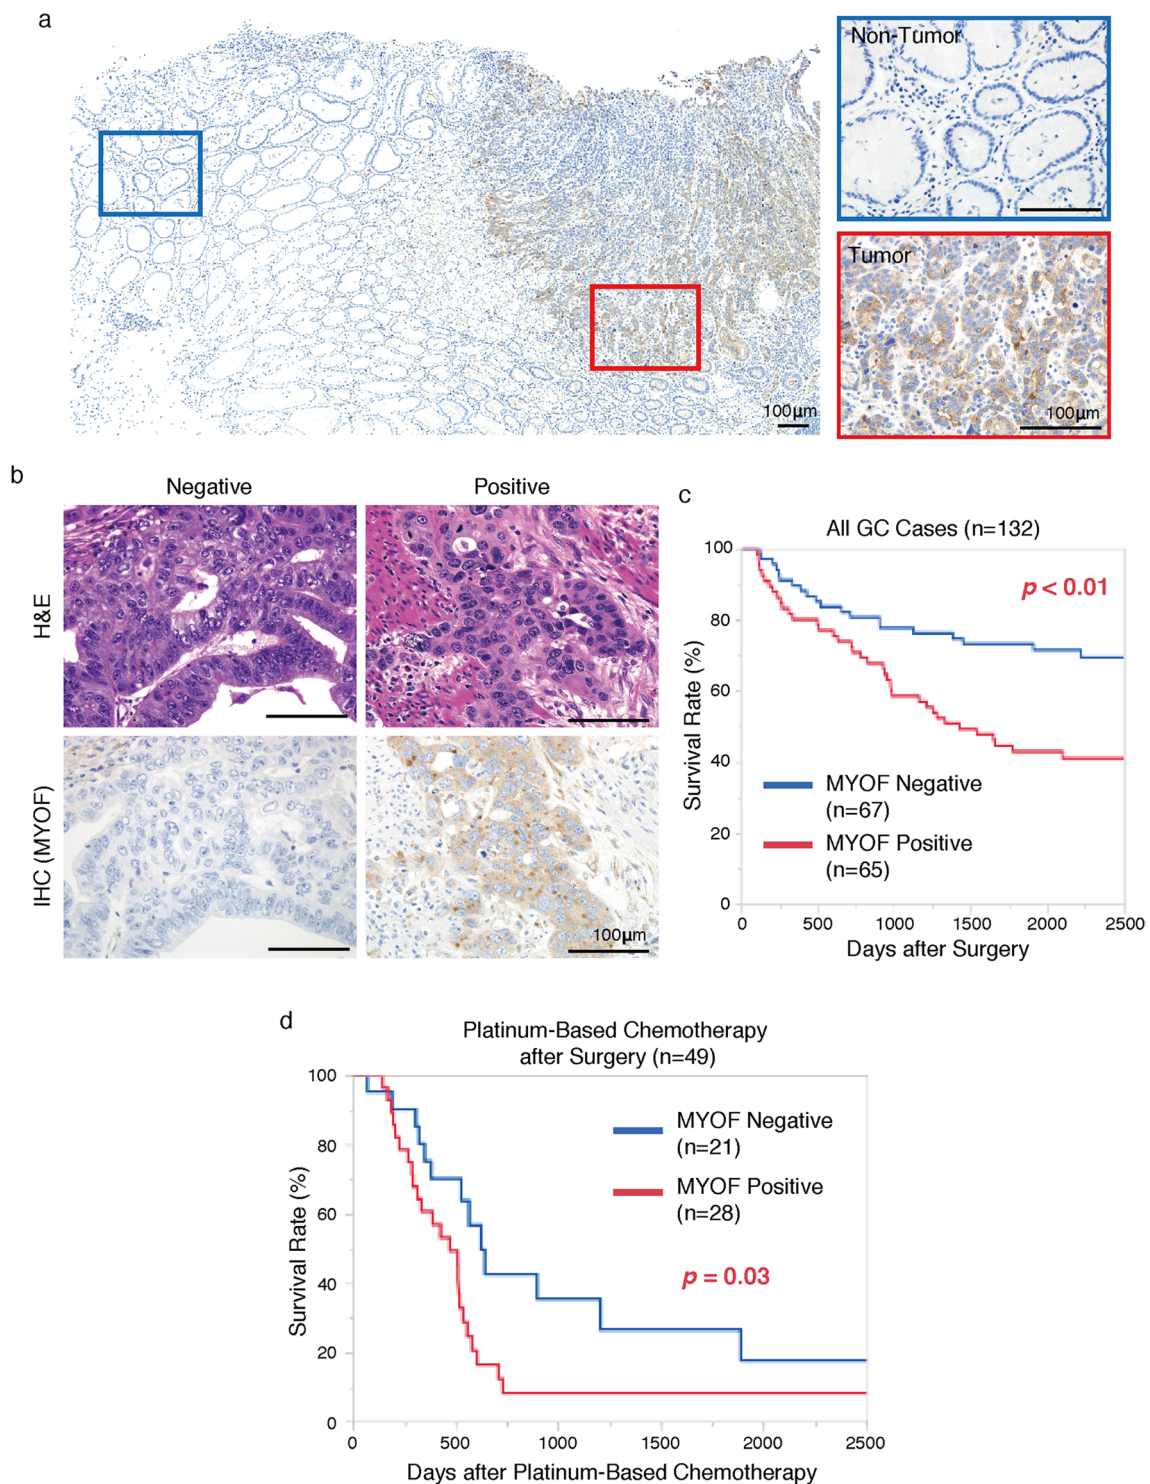 a
Non-Tumor
Tumor
100µm
100µm
b
Negative
Positive
H&E
IHC (MYOF)
100µm
c
All GC Cases (n=132)
p < 0.01
Survival Rate (%)
100
80
60
40
20
0
MYOF Negative
(n=67)
MYOF Positive
(n=65)
0 500 1000 1500 2000 2500
Days after Surgery
d
Platinum-Based Chemotherapy
after Surgery (n=49)
Survival Rate (%)
100
80
60
40
20
0
MYOF Negative
(n=21)
MYOF Positive
(n=28)
p = 0.03
0 500 1000 1500 2000 2500
Days after Platinum-Based Chemotherapy